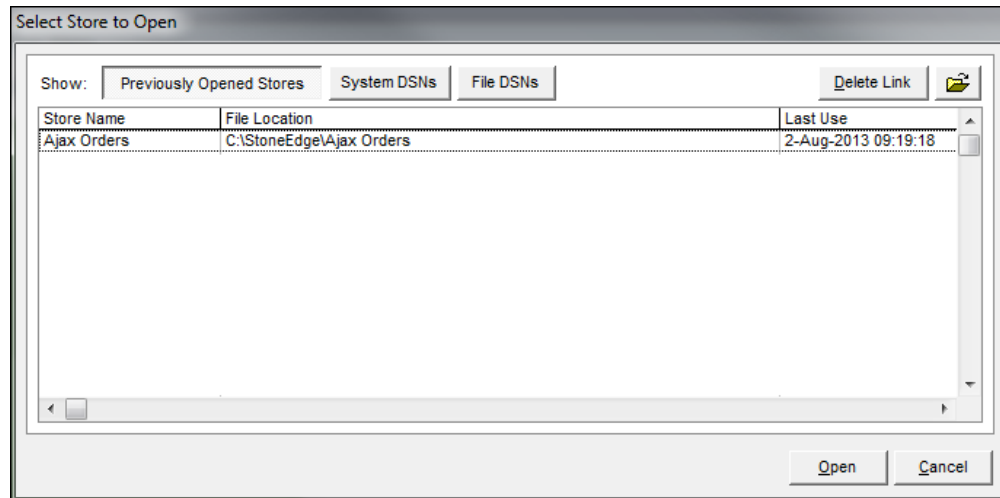 Select Store to Open
Show: Previously Opened Stores System DSNs File DSNs Delete Link
Store Name File Location Last Use
Ajax Orders C:\StoneEdge\Ajax Orders 2-Aug-2013 09:19:18
Open Cancel